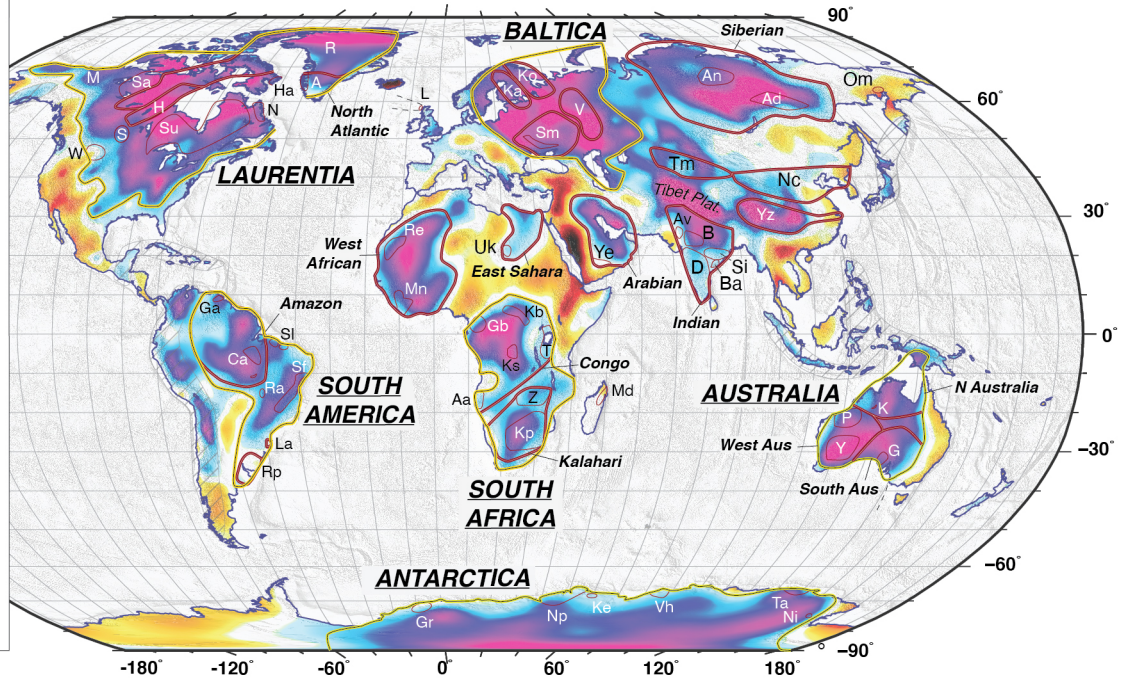 90°
BALTICA
Siberian
R
M
Sa
Ko
An
Om
A
Ha
Ka
L
60°
H
N
North
Atlantic
V
Ad
S
Su
Sm
W
Tm
LAURENTIA
Nc
Tibet Plat.
30°
Yz
Re
Av
B
West
African
Uk
Ye
East Sahara
D
Si
Ba
Arabian
Mn
Indian
Ga
Amazon
Kb
Gb
0°
Sl
T
Ca
Ks
Congo
Sf
SOUTH
AMERICA
Ra
Md
AUSTRALIA
N Australia
Aa
Z
K
P
Kp
La
West Aus
Y
G
Rp
Kalahari
−30°
South Aus
SOUTH
AFRICA
−60°
ANTARCTICA
Gr
Np
Ke
Vh
Ta
Ni
° −90°
-180° -120° -60° 0° 60° 120° 180°